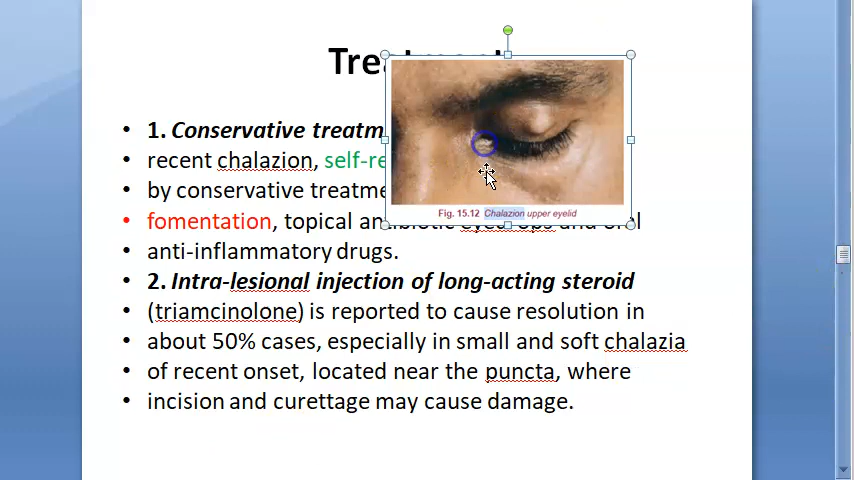 Trea
1. Conservative treatm
recent chalazion, self-re
by conservative treatme
fomentation, topical antibiotic eye
anti-inflammatory drugs.
2. Intra-lesional injection of long-acting steroid
(triamcinolone) is reported to cause resolution in
about 50% cases, especially in small and soft chalazia
of recent onset, located near the puncta, where
incision and curettage may cause damage.
Fig. 15.12 Chalazion upper eyelid